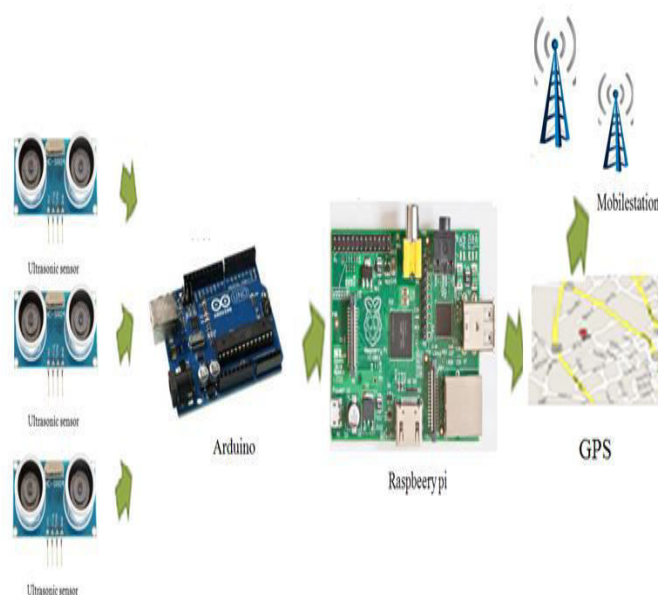 Ultrasonic sensor
Ultrasonic sensor
Ultrasonic sensor
Arduino
Raspbeery pi
GPS
Mobilestation